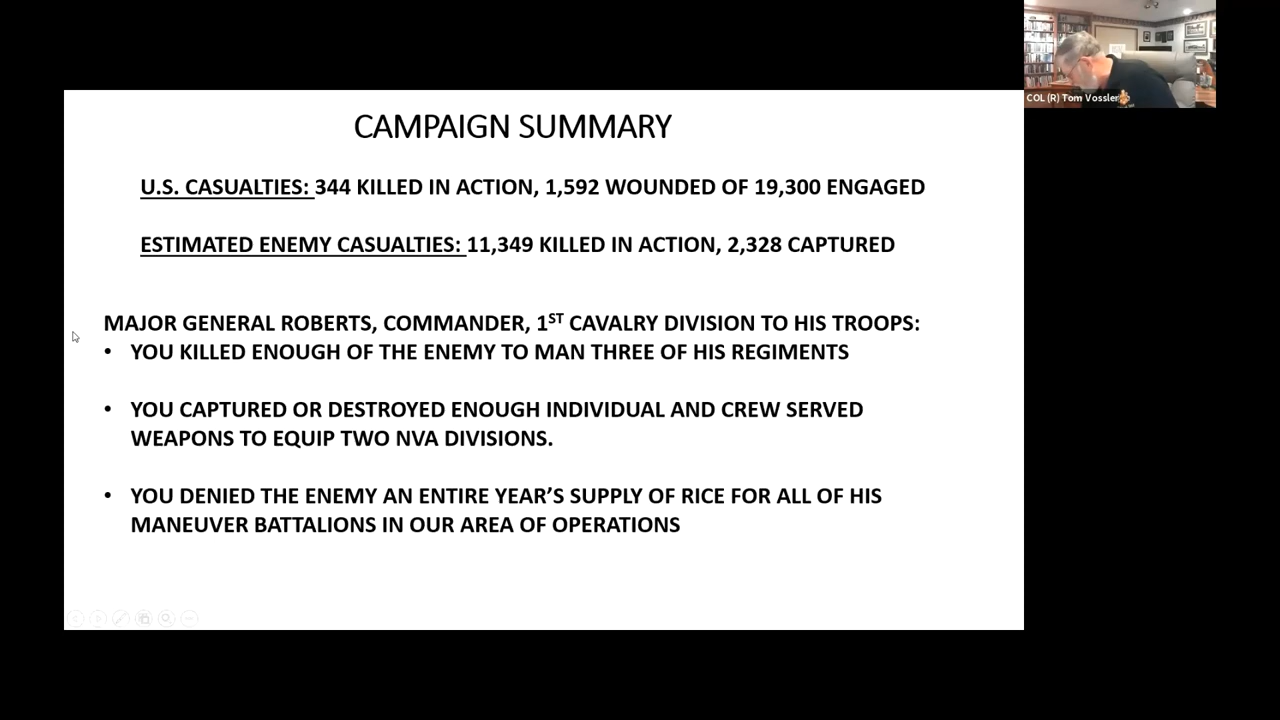 COL (R) Tom Vossler
CAMPAIGN SUMMARY
U.S. CASUALTIES: 344 KILLED IN ACTION, 1,592 WOUNDED OF 19,300 ENGAGED
ESTIMATED ENEMY CASUALTIES: 11,349 KILLED IN ACTION, 2,328 CAPTURED
MAJOR GENERAL ROBERTS, COMMANDER, 1ST CAVALRY DIVISION TO HIS TROOPS:
• YOU KILLED ENOUGH OF THE ENEMY TO MAN THREE OF HIS REGIMENTS
• YOU CAPTURED OR DESTROYED ENOUGH INDIVIDUAL AND CREW SERVED
WEAPONS TO EQUIP TWO NVA DIVISIONS.
• YOU DENIED THE ENEMY AN ENTIRE YEAR’S SUPPLY OF RICE FOR ALL OF HIS
MANEUVER BATTALIONS IN OUR AREA OF OPERATIONS